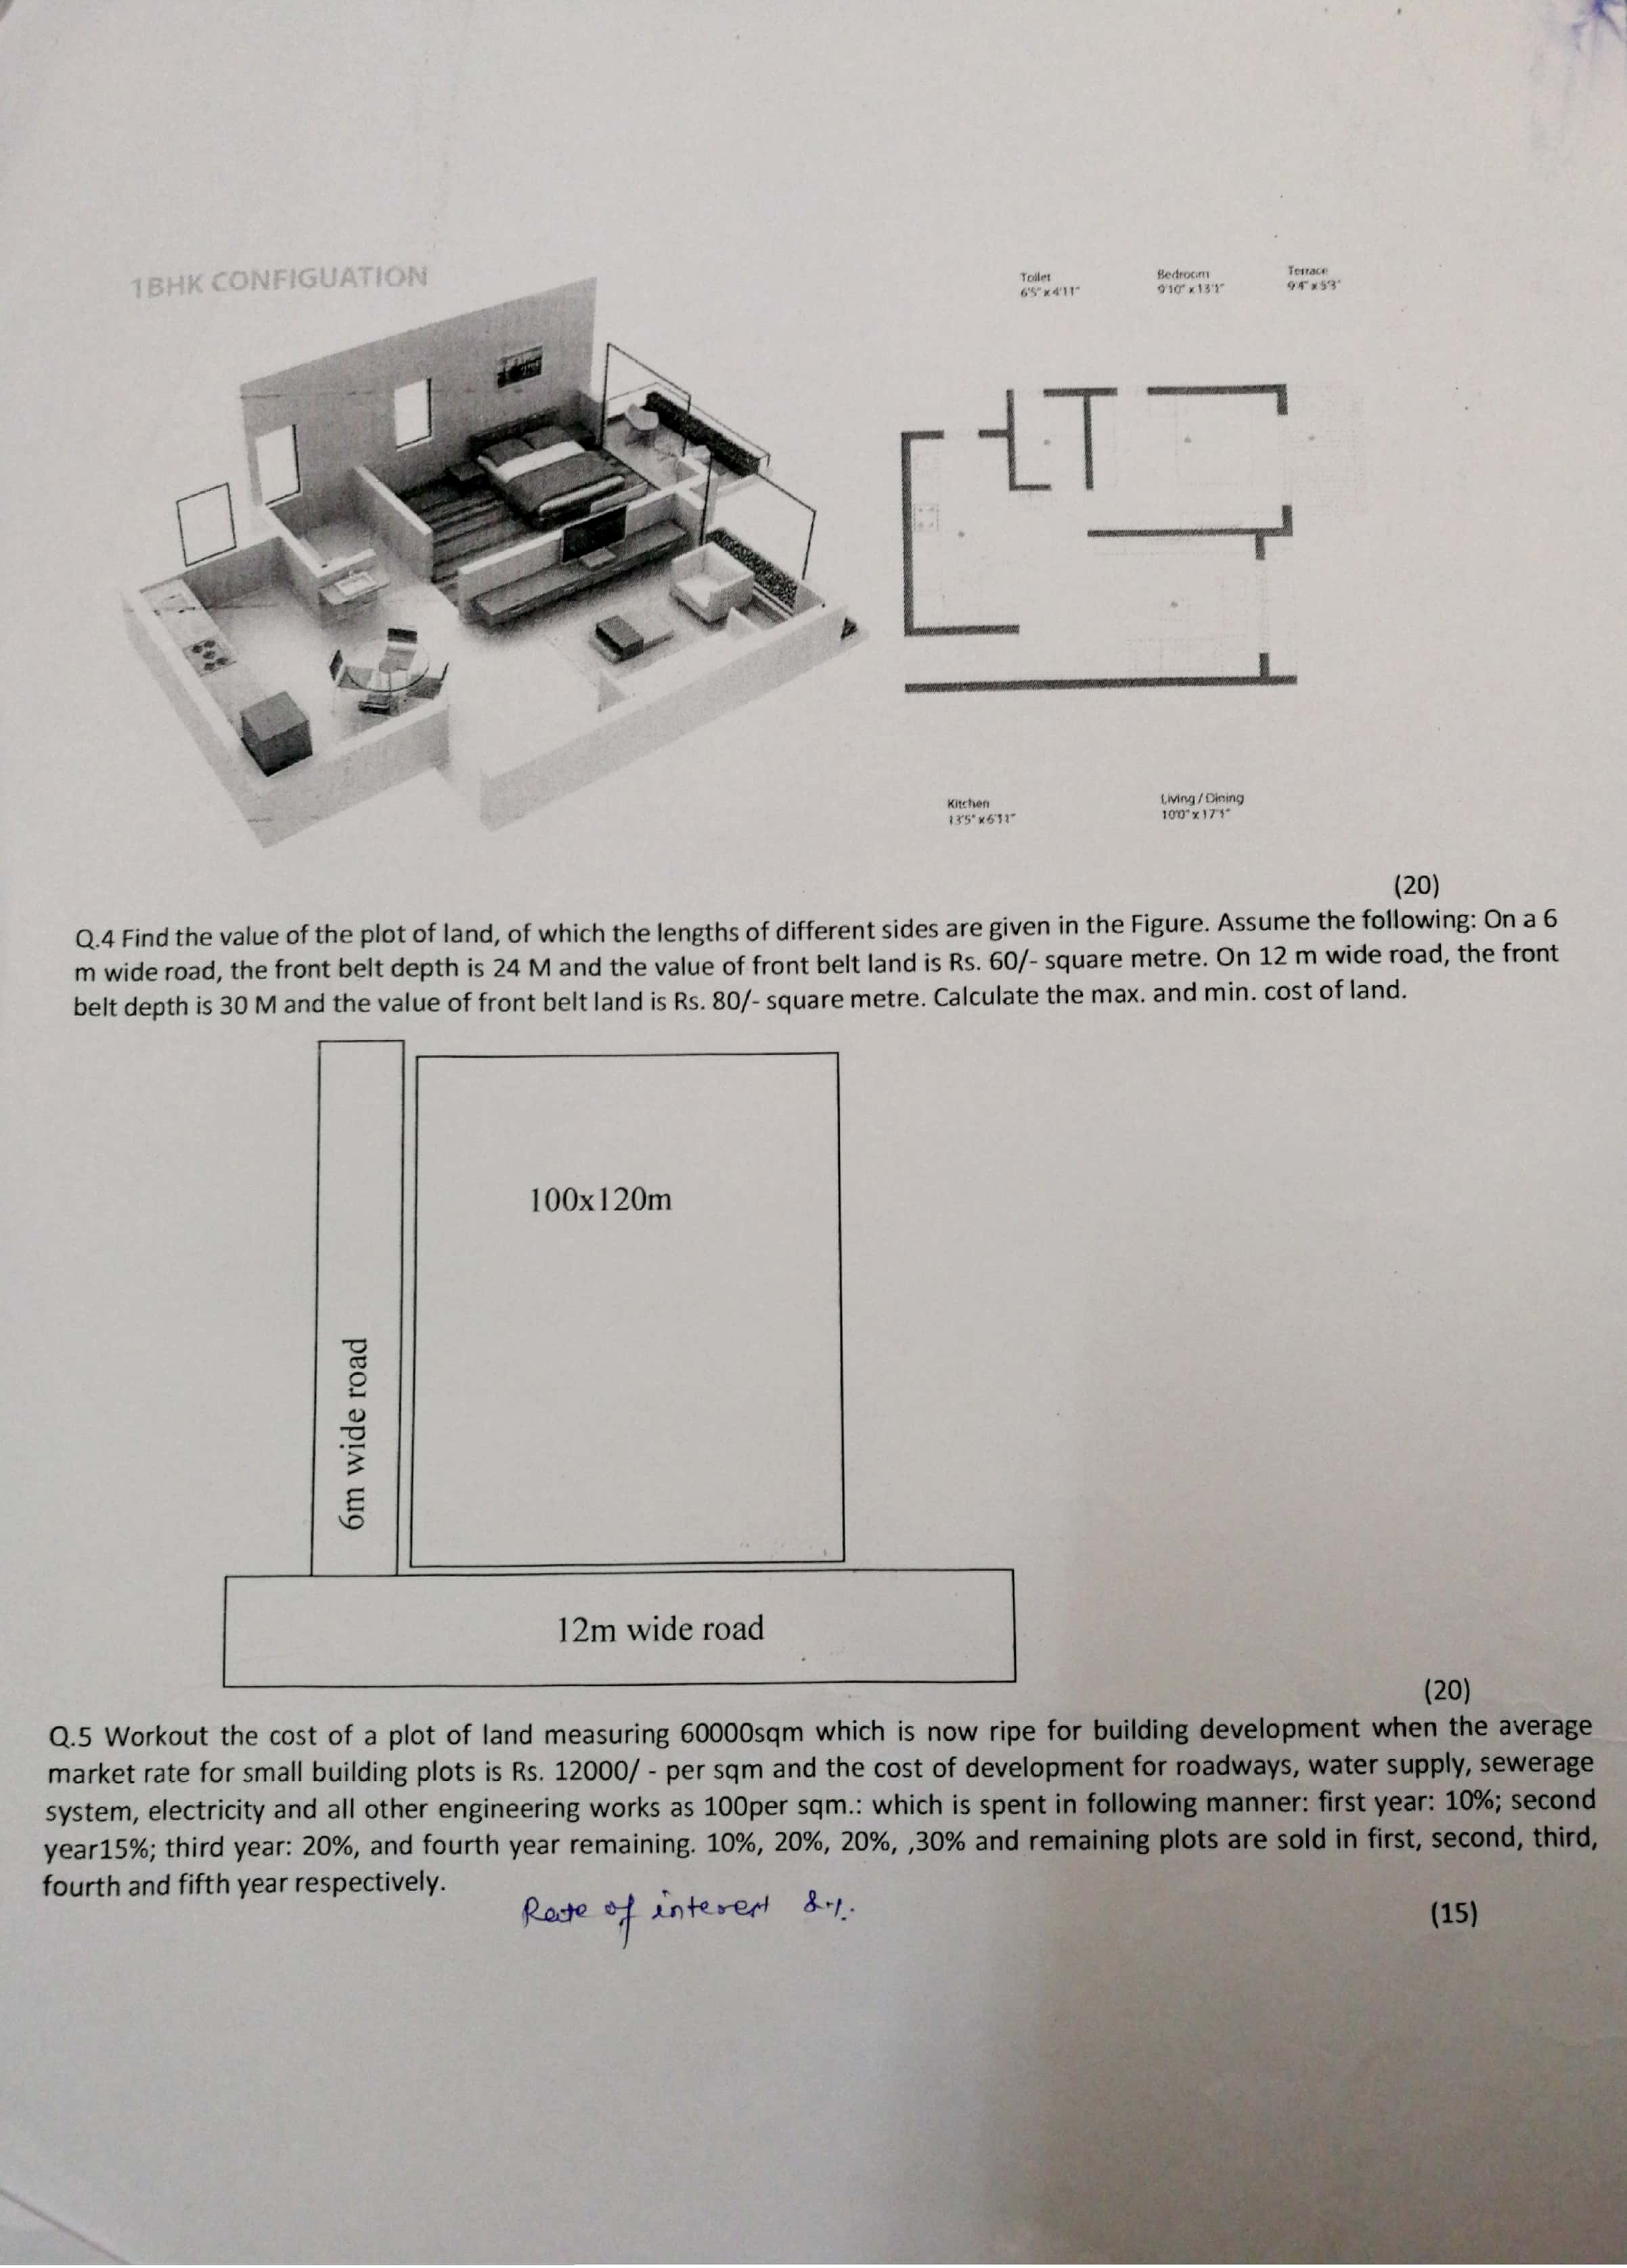 1BHK CONFIGUATION
Toilet
6'5" x 4'11"
Bedroom
9'10" x 13'1"
Terrace
9'4" x 5'3"
Kitchen
13'5" x 6'11"
Living / Dining
10'0" x 17'1"
(20)
Q.4 Find the value of the plot of land, of which the lengths of different sides are given in the Figure. Assume the following: On a 6
m wide road, the front belt depth is 24 M and the value of front belt land is Rs. 60/- square metre. On 12 m wide road, the front
belt depth is 30 M and the value of front belt land is Rs. 80/- square metre. Calculate the max. and min. cost of land.
100x120m
6m wide road
12m wide road
(20)
Q.5 Workout the cost of a plot of land measuring 60000sqm which is now ripe for building development when the average
market rate for small building plots is Rs. 12000/ - per sqm and the cost of development for roadways, water supply, sewerage
system, electricity and all other engineering works as 100per sqm.: which is spent in following manner: first year: 10%; second
year15%; third year: 20%, and fourth year remaining. 10%, 20%, 20%, ,30% and remaining plots are sold in first, second, third,
fourth and fifth year respectively.
Rate of interest 8%.
(15)